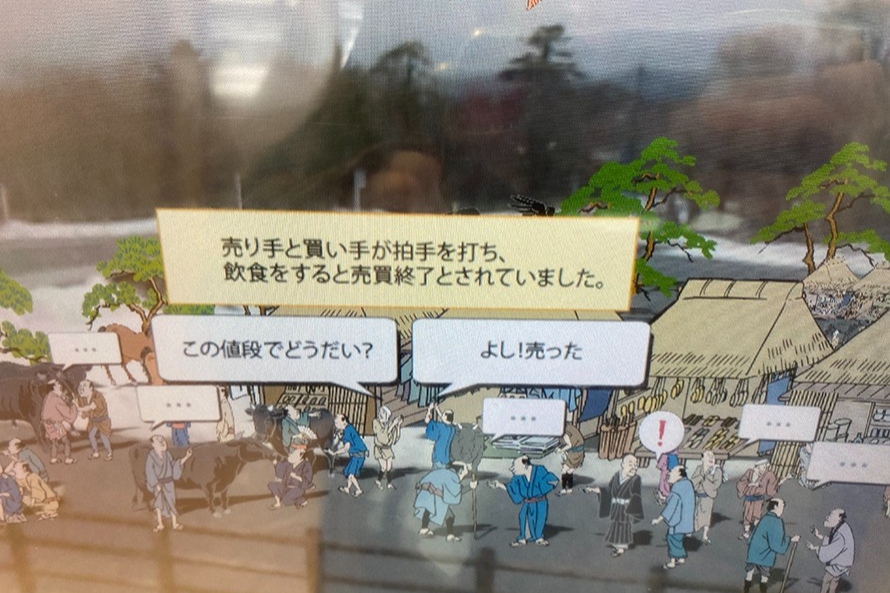 売り手と買い手が拍手を打ち、
飲食をすると売買終了とされていました。
この値段でどうだい?
よし!売った
…
…
…
!
…
…